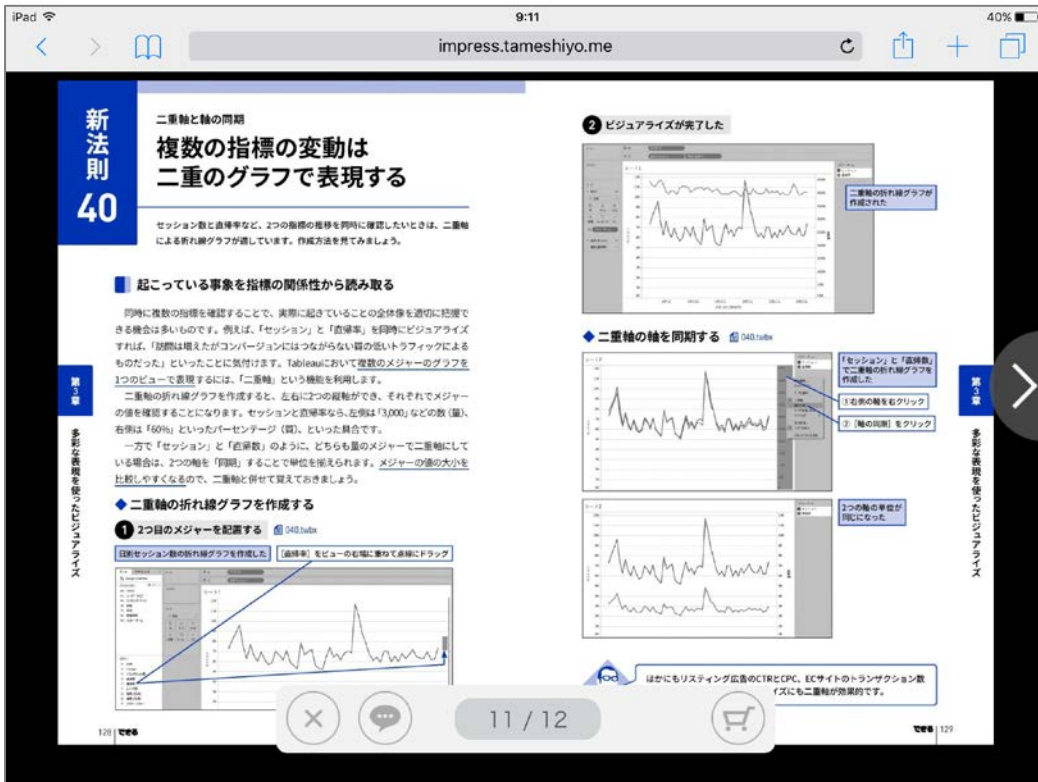 iPad
9:11
40%
impress.tameshiyo.me
新法則
40
二重軸と軸の同期
複数の指標の変動は
二重のグラフで表現する
セッション数と直帰率など、2つの指標の推移を同時に確認したいときは、二重軸
による折れ線グラフが適しています。作成方法を見てみましょう。
起こっている事象を指標の関係性から読み取る
同時に複数の指標を確認することで、実際に起きていることの全体像を適切に把握で
きる機会は多いものです。例えば、「セッション」と「直帰率」を同時にビジュアライズ
すれば、「訪問は増えたがコンバージョンにはつながらない質の低いトラフィックによる
ものだった」といったことに気付けます。Tableauにおいて複数のメジャーのグラフを
1つのビューで表現するには、「二重軸」という機能を利用します。
二重軸の折れ線グラフを作成すると、左右に2つの縦軸ができ、それぞれでメジャー
の値を確認することになります。セッションと直帰率なら、左側は「3,000」などの数（量）、
右側は「60%」といったパーセンテージ（質）、といった具合です。
一方で「セッション」と「直帰数」のように、どちらも量のメジャーで二重軸にして
いる場合は、2つの軸を「同期」することで単位を揃えられます。メジャーの値の大小を
比較しやすくなるので、二重軸と併せて覚えておきましょう。
二重軸の折れ線グラフを作成する
1 2つ目のメジャーを配置する 040.twbx
日別セッション数の折れ線グラフを作成した
［直帰率］をビューの右端に重ねて点線にドラッグ
第3章
多彩な表現を使ったビジュアライズ
128 できる
2 ビジュアライズが完了した
二重軸の折れ線グラフが
作成された
二重軸の軸を同期する 040.twbx
「セッション」と「直帰数」
で二重軸の折れ線グラフを
作成した
①右側の軸を右クリック
②［軸の同期］をクリック
2つの軸の単位が
同じになった
ほかにもリスティング広告のCTRとCPC、ECサイトのトランザクション数
イズにも二重軸が効果的です。
第3章
多彩な表現を使ったビジュアライズ
できる 129
11 / 12